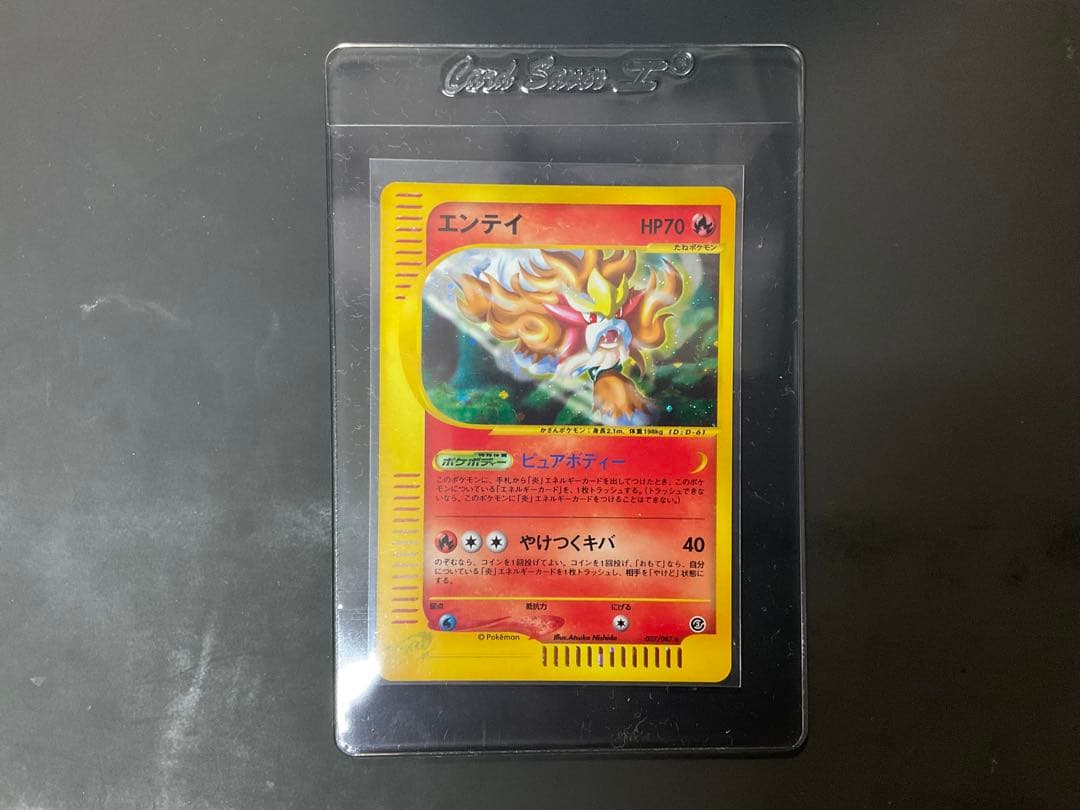 Card Saver I®
エンテイ
HP70
たねポケモン
かざんポケモン:身長2.1m、体重198kg ID:D-61
ポケボディー ピュアボディー
このポケモンに、手札から「炎」エネルギーカードを出してつけたとき、このポケ
モンについている「エネルギーカード」を、1枚トラッシュする。(トラッシュできな
いなら、このポケモンに「炎」エネルギーカードをつけることはできない。)
やけつくキバ 40
のぞむなら、コインを1回投げてよい。コインを1回投げ、「おもて」なら、自分
についている「炎」エネルギーカードを1枚トラッシュし、相手を「やけど」状態に
する。
弱点 抵抗力 にげる
©Pokémon Illus.Atsuko Nishida